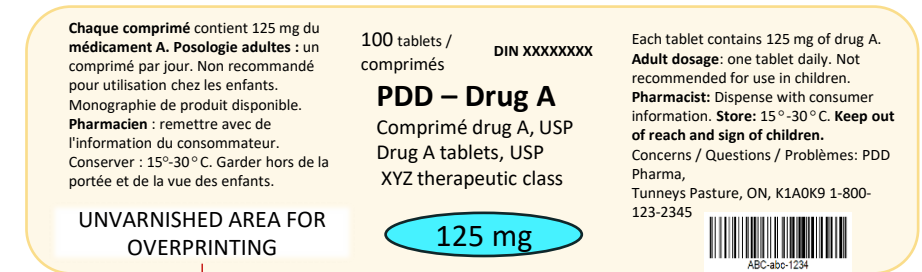 Chaque comprimé contient 125 mg du
médicament A. Posologie adultes : un
comprimé par jour. Non recommandé
pour utilisation chez les enfants.
Monographie de produit disponible.
Pharmacien : remettre avec de
l'information du consommateur.
Conserver : 15°-30°C. Garder hors de la
portée et de la vue des enfants.
UNVARNISHED AREA FOR
OVERPRINTING
100 tablets /
comprimés
DIN XXXXXXXX
PDD – Drug A
Comprimé drug A, USP
Drug A tablets, USP
XYZ therapeutic class
125 mg
Each tablet contains 125 mg of drug A.
Adult dosage: one tablet daily. Not
recommended for use in children.
Pharmacist: Dispense with consumer
information. Store: 15°-30°C. Keep out
of reach and sign of children.
Concerns / Questions / Problèmes: PDD
Pharma,
Tunneys Pasture, ON, K1A0K9 1-800-
123-2345
ABC-abc-1234